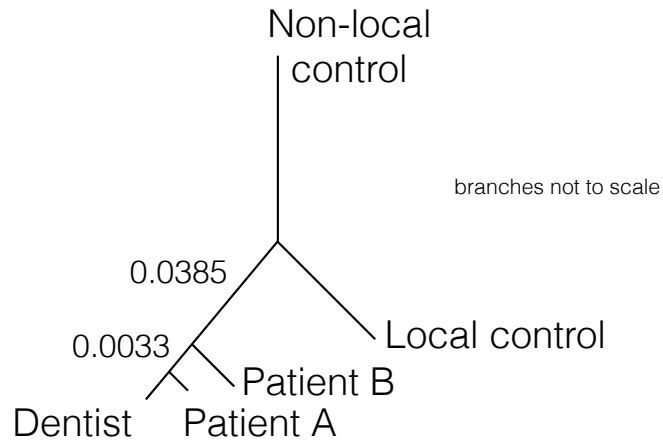 Non-local
control
branches not to scale
0.0385
Local control
0.0033
Patient B
Dentist
Patient A